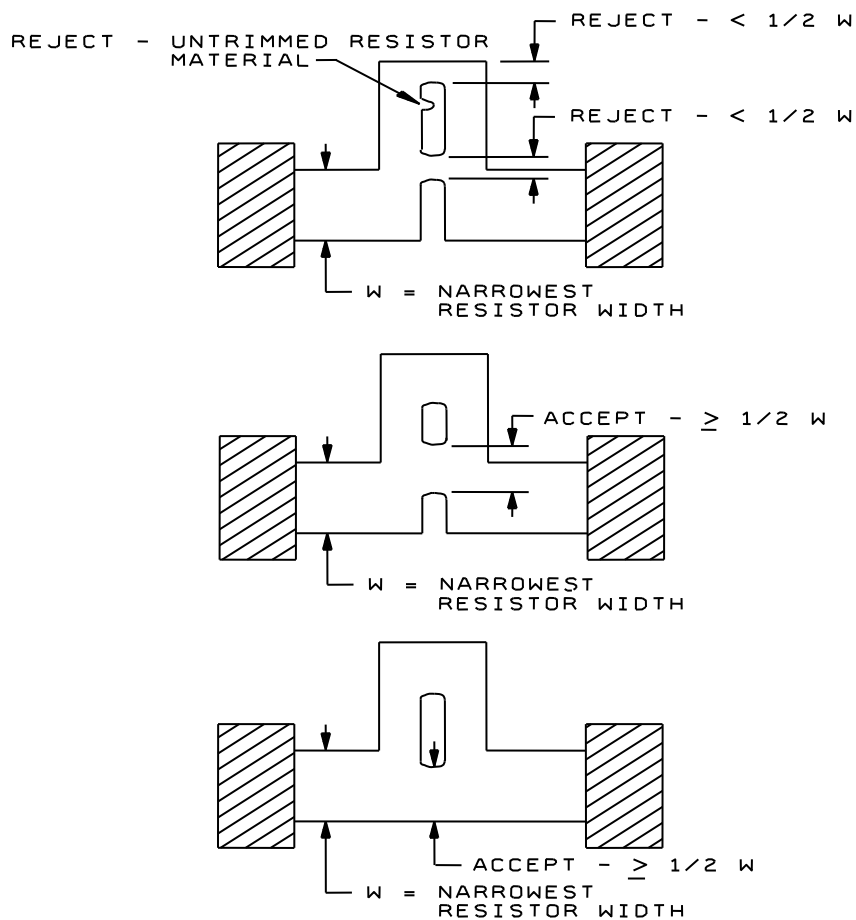 REJECT - < 1/2 W
REJECT - UNTRIMMED RESISTOR
MATERIAL
REJECT - < 1/2 W
W = NARROWEST
RESISTOR WIDTH
ACCEPT - ≥ 1/2 W
W = NARROWEST
RESISTOR WIDTH
ACCEPT - ≥ 1/2 W
W = NARROWEST
RESISTOR WIDTH